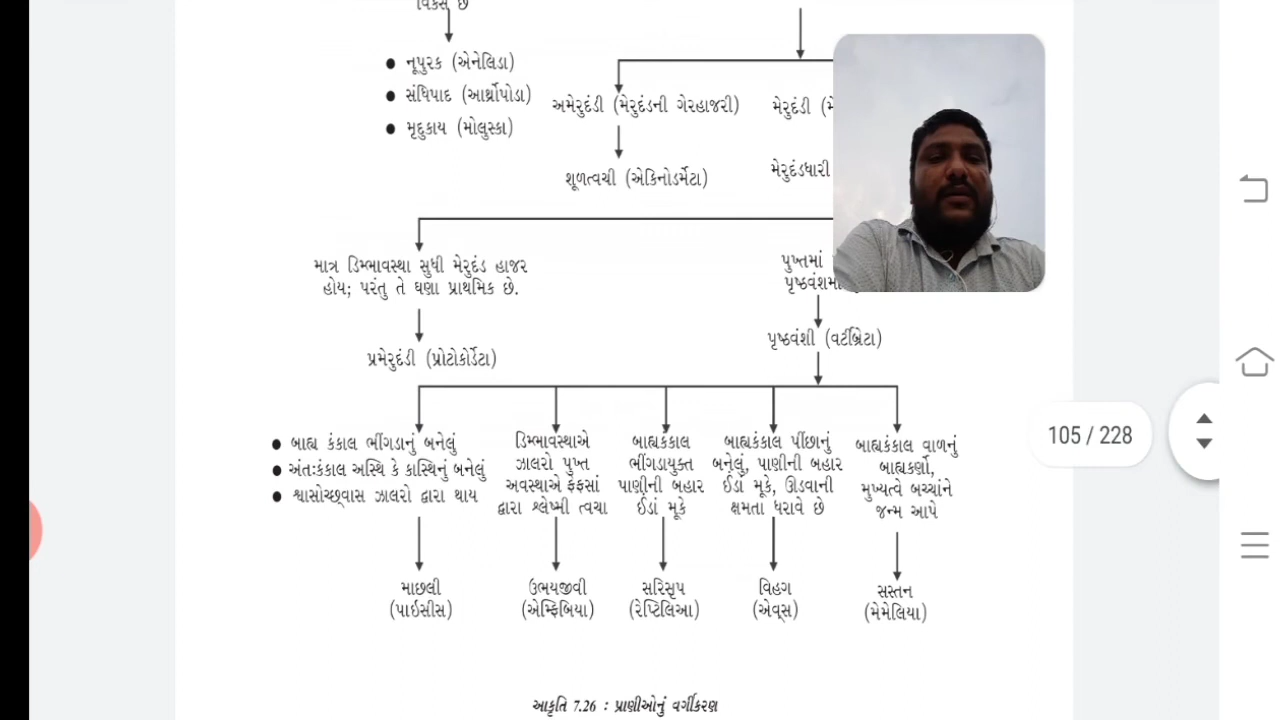 વિકસે છે
● નૂપુરક (એનેલિડા)
● સંધિપાદ (આર્થ્રોપોડા)
● મૃદુકાય (મોલુસ્કા)
અમેરુદંડી (મેરુદંડની ગેરહાજરી)
મેરુદંડી
શૂળત્વચી (એકિનોડર્મેટા)
મેરુદંડધારી
માત્ર ડિમ્ભાવસ્થા સુધી મેરુદંડ હાજર
હોય; પરંતુ તે ઘણા પ્રાથમિક છે.
પુખ્તમાં
પ્રમેરુદંડી (પ્રોટોકોર્ડેટા)
પૃષ્ઠવંશી (વર્ટીબ્રેટા)
● બાહ્ય કંકાલ ભીંગડાનું બનેલું
● અંતઃકંકાલ અસ્થિ કે કાસ્થિનું બનેલું
● શ્વાસોચ્છ્વાસ ઝાલરો દ્વારા થાય
ડિમ્ભાવસ્થાએ
ઝાલરો પુખ્ત
અવસ્થાએ ફેફસાં
દ્વારા શ્લેષ્મી ત્વચા
બાહ્યકંકાલ
ભીંગડાયુક્ત
પાણીની બહાર
ઈંડાં મૂકે
બાહ્યકંકાલ પીંછાનું
બનેલું, પાણીની બહાર
ઈંડાં મૂકે, ઊડવાની
ક્ષમતા ધરાવે છે
બાહ્યકંકાલ વાળનું
બાહ્યકર્ણો,
મુખ્યત્વે બચ્ચાંને
જન્મ આપે
માછલી
(પાઇસીસ)
ઉભયજીવી
(એમ્ફિબિયા)
સરિસૃપ
(રેપ્ટિલિઆ)
વિહગ
(એવ્સ)
સસ્તન
(મેમેલિયા)
આકૃતિ 7.26 : પ્રાણીઓનું વર્ગીકરણ
105 / 228